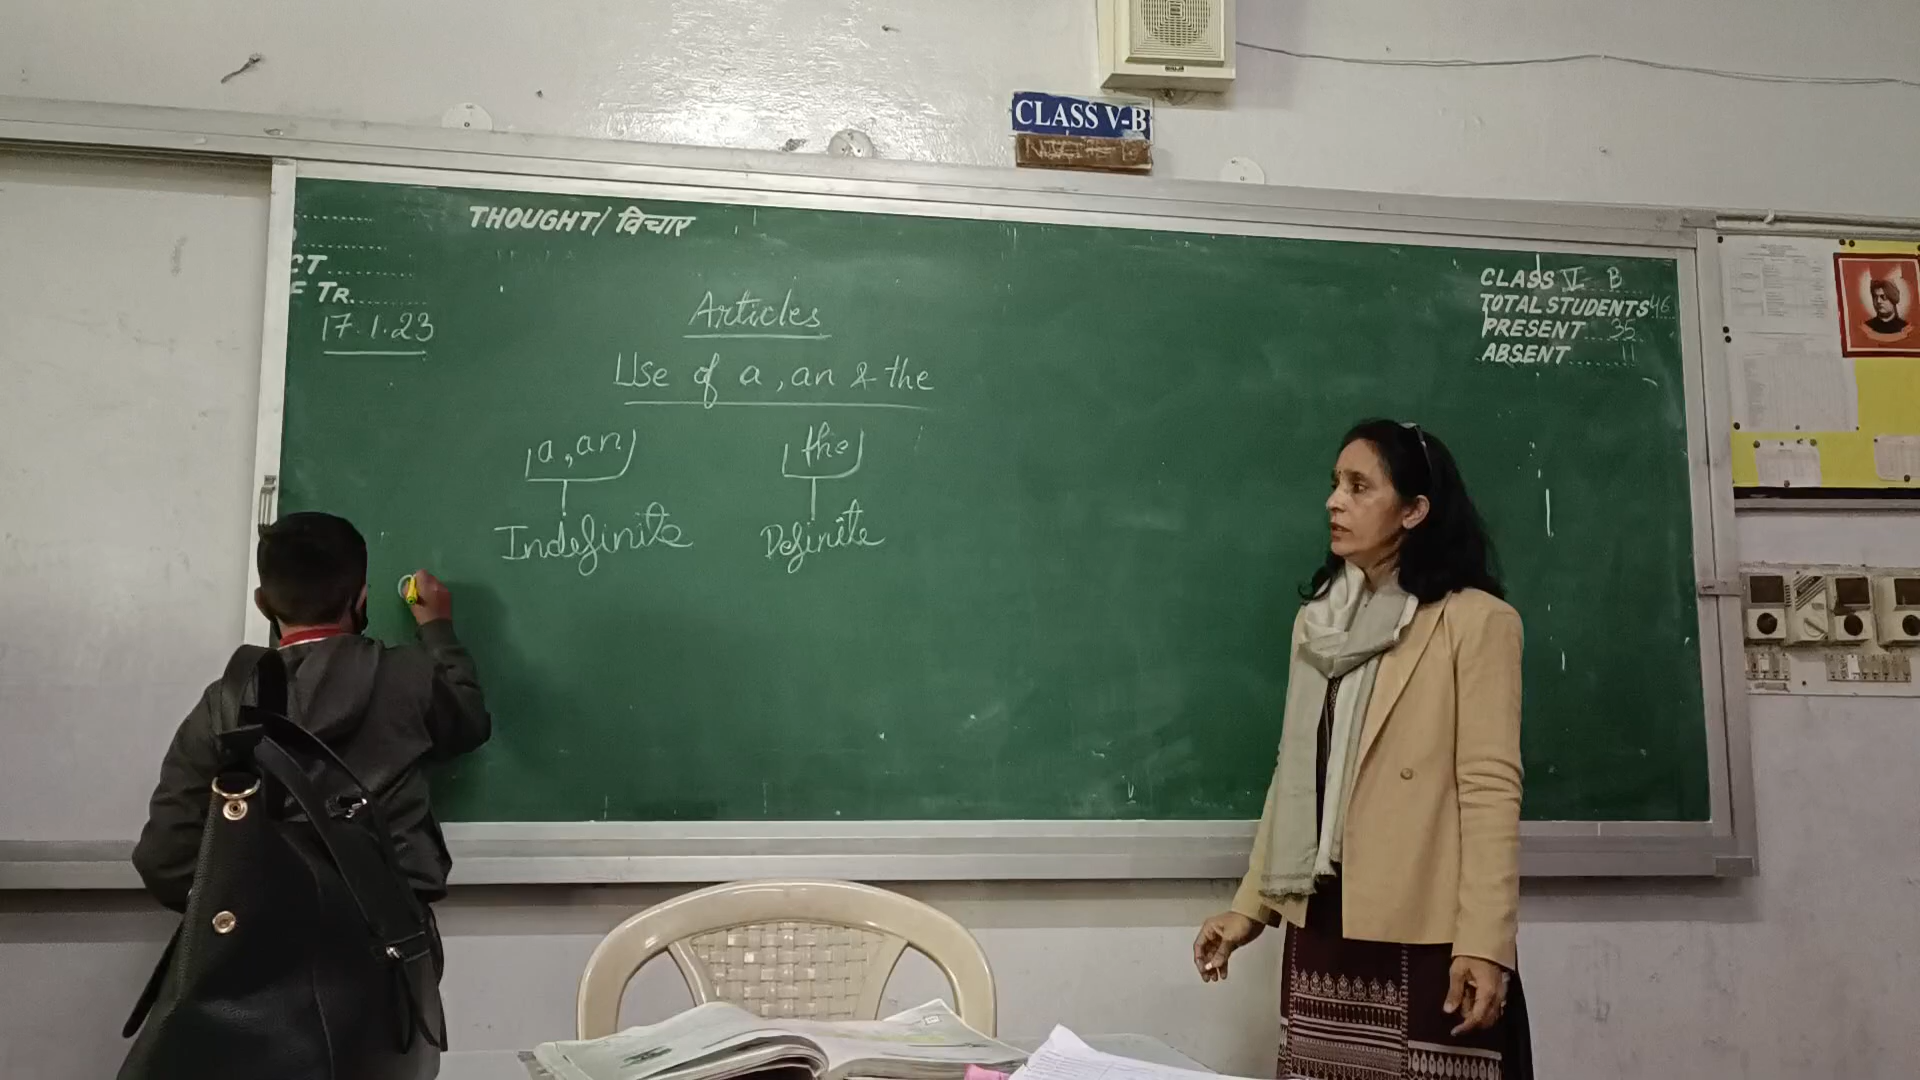 CLASS V-B
THOUGHT/ विचार
CT
F TR.
17.1.23
Articles
Use of a, an & the
a, an
the
Indefinite
Definite
CLASS V B
TOTAL STUDENTS 46
PRESENT 35
ABSENT 11